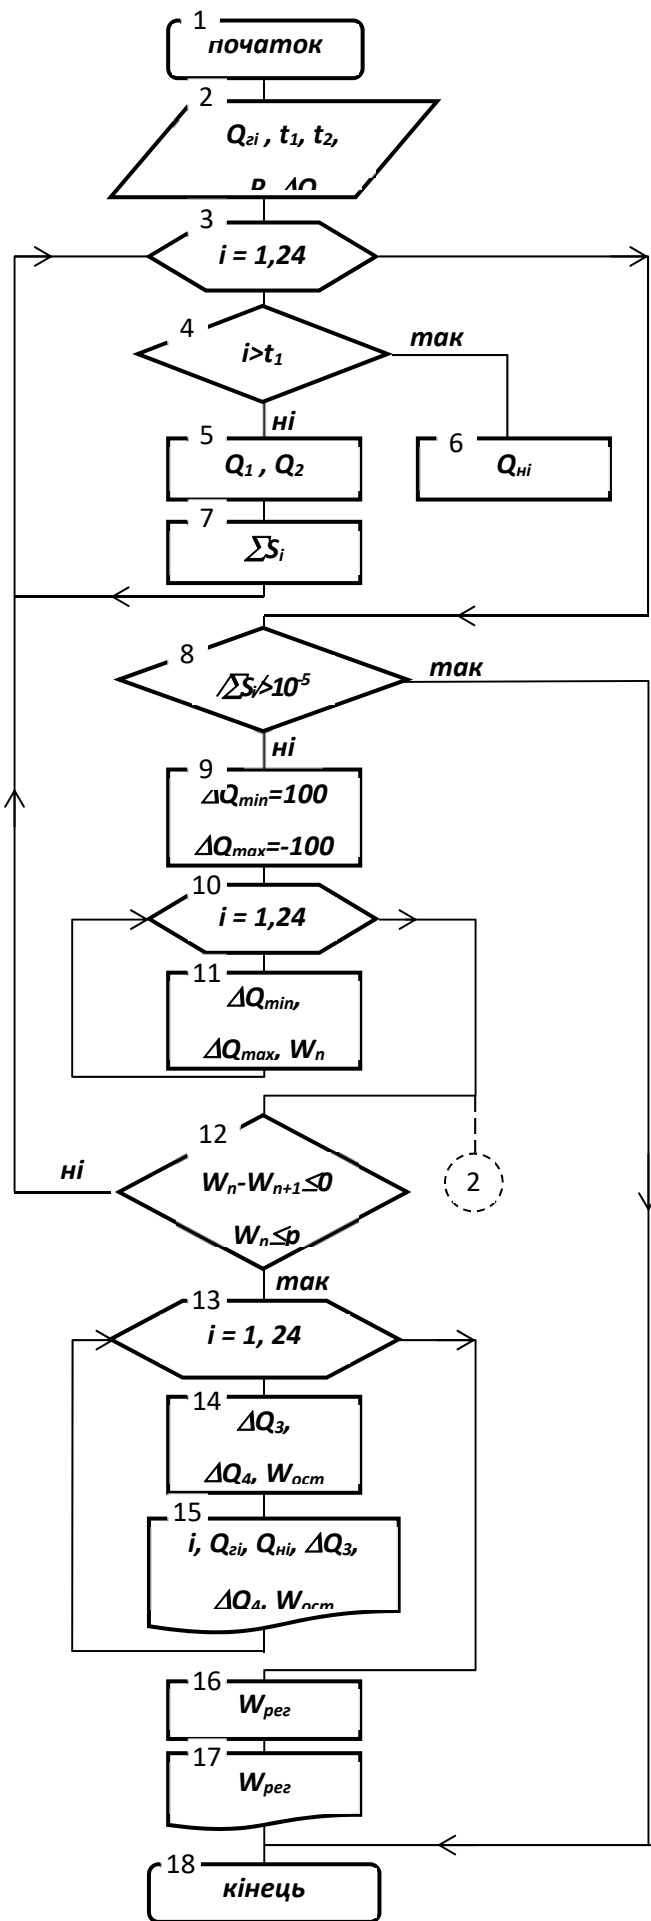 1
початок
2
Qгі , t1, t2,
P, ΔQ
3
i = 1,24
4
так
i>t1
ні
5
6
Q1 , Q2
Qні
7
∑Si
8
так
/∑Si/>10-5
ні
9
ΔQmin=100
ΔQmax=-100
10
i = 1,24
11
ΔQmin,
ΔQmax, Wn
12
ні
2
Wn-Wn+1≤0
Wn≤p
так
13
i = 1, 24
14
ΔQ3,
ΔQ4, Wост
15
i, Qгі, Qні, ΔQ3,
ΔQ4, Wост
16
Wрег
17
Wрег
18
кінець